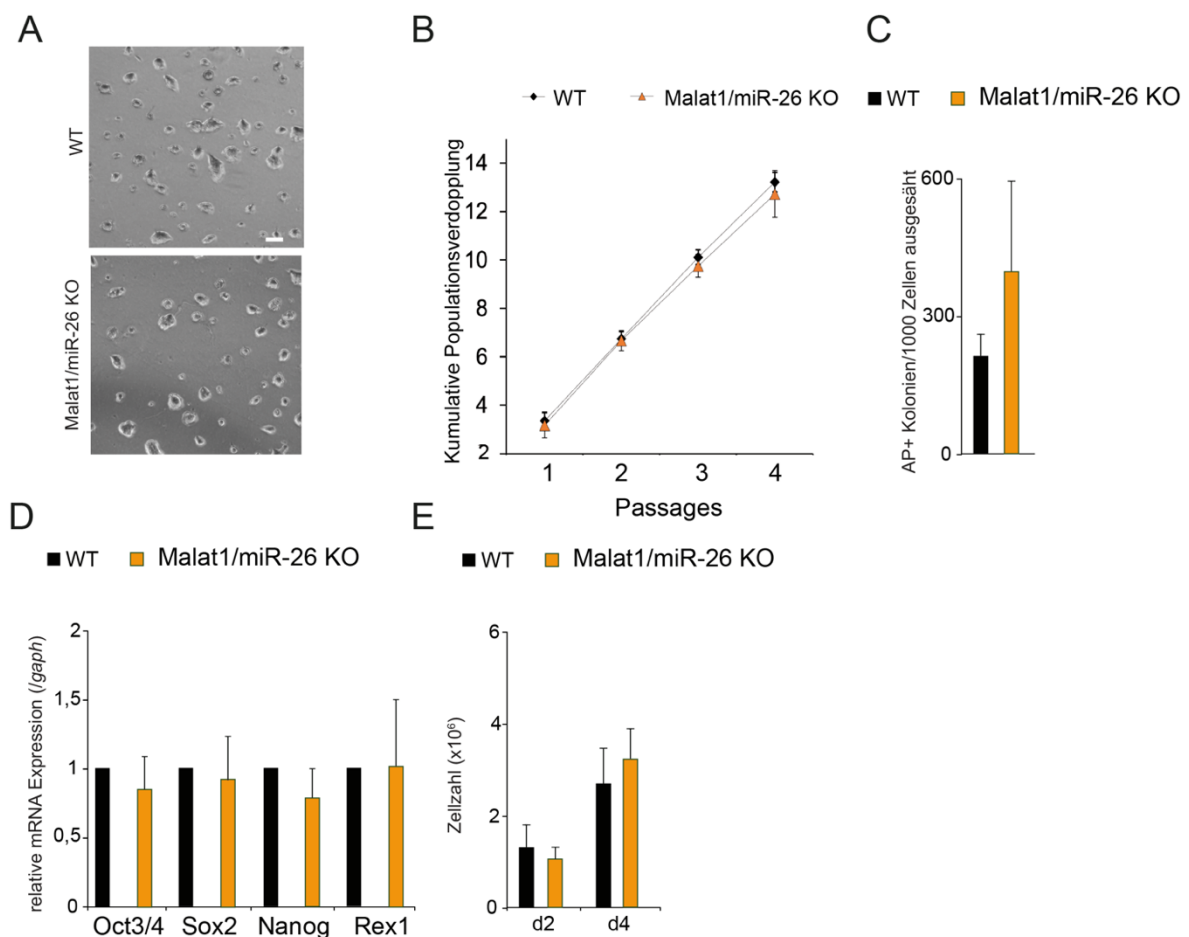 A
WT
Malat1/miR-26 KO
B
WT Malat1/miR-26 KO
Kumulative Populationsverdopplung
14
12
10
8
6
4
2
1 2 3 4
Passages
C
WT Malat1/miR-26 KO
AP+ Kolonien/1000 Zellen ausgesäht
600
300
0
D
WT Malat1/miR-26 KO
relative mRNA Expression (/gaph)
2
1,5
1
0,5
0
Oct3/4 Sox2 Nanog Rex1
E
WT Malat1/miR-26 KO
Zellzahl (x10⁶)
6
4
2
0
d2 d4